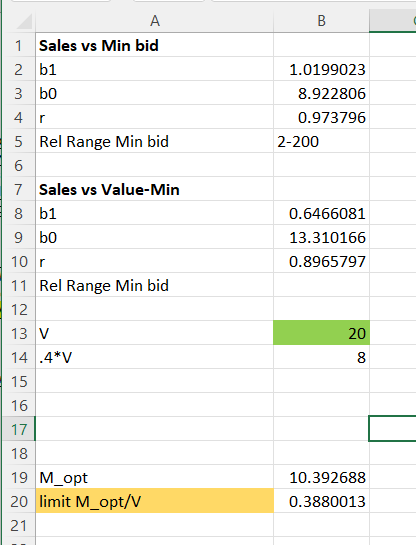 A B
1 Sales vs Min bid
2 b1 1.0199023
3 b0 8.922806
4 r 0.973796
5 Rel Range Min bid 2-200
6
7 Sales vs Value-Min
8 b1 0.6466081
9 b0 13.310166
10 r 0.8965797
11 Rel Range Min bid
12
13 V 20
14 .4*V 8
15
16
17
18
19 M_opt 10.392688
20 limit M_opt/V 0.3880013
21